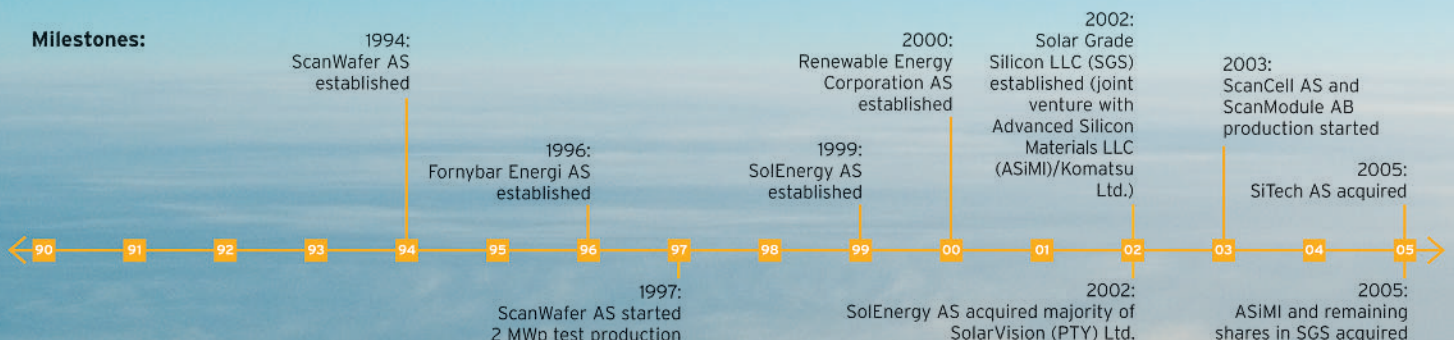 Milestones:
1994:
ScanWafer AS
established
1996:
Fornybar Energi AS
established
1999:
SolEnergy AS
established
2000:
Renewable Energy
Corporation AS
established
2002:
Solar Grade
Silicon LLC (SGS)
established (joint
venture with
Advanced Silicon
Materials LLC
(ASiMI)/Komatsu
Ltd.)
2003:
ScanCell AS and
ScanModule AB
production started
2005:
SiTech AS acquired
90 91 92 93 94 95 96 97 98 99 00 01 02 03 04 05
1997:
ScanWafer AS started
2 MWp test production
2002:
SolEnergy AS acquired majority of
SolarVision (PTY) Ltd.
2005:
ASiMI and remaining
shares in SGS acquired